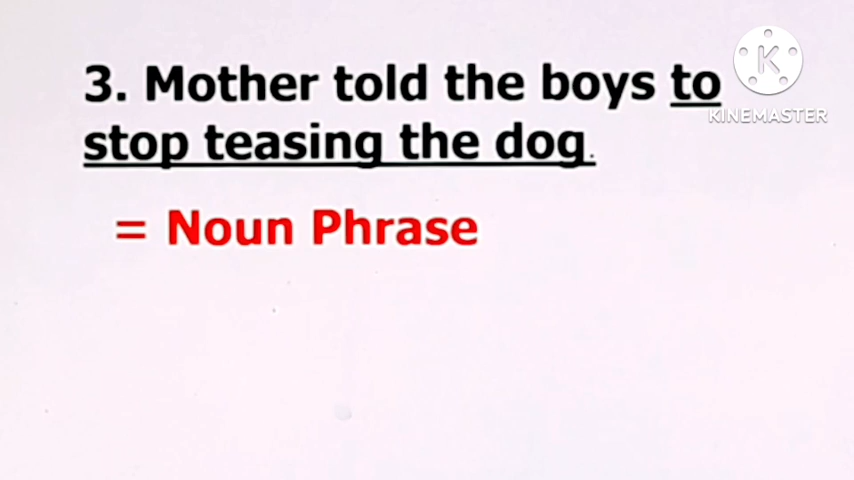 3. Mother told the boys to
stop teasing the dog.
= Noun Phrase
K
KINEMASTER